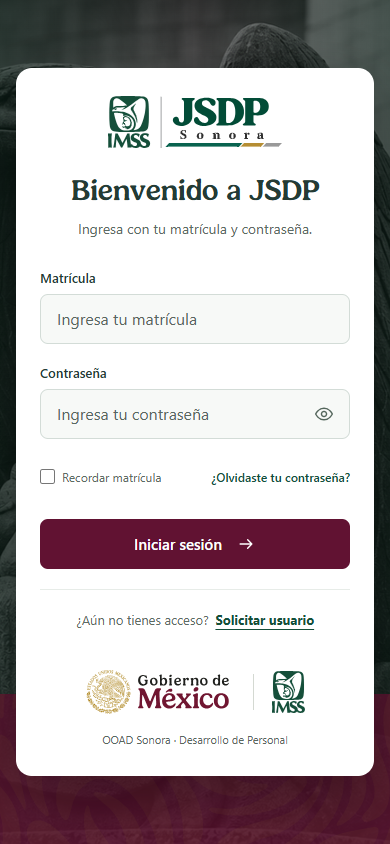 IMSS
JSDP
Sonora
Bienvenido a JSDP
Ingresa con tu matrícula y contraseña.
Matrícula
Ingresa tu matrícula
Contraseña
Ingresa tu contraseña
Recordar matrícula
¿Olvidaste tu contraseña?
Iniciar sesión →
¿Aún no tienes acceso? Solicitar usuario
Gobierno de
México
IMSS
OOAD Sonora · Desarrollo de Personal